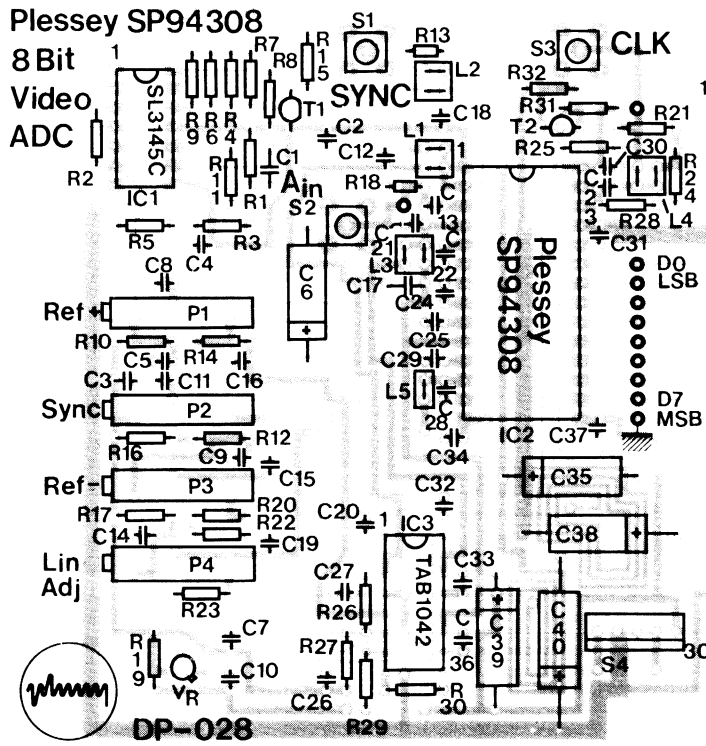 Plessey SP94308
8 Bit
Video
ADC
1
SL3145C
IC1
R9
R6
R4
R7
R8
R15
T1
S1
SYNC
R13
L2
C18
S3
CLK
R32
R31
T2
R25
R21
C30
1
R2
R11
R1
C1
C2
C12
L1
1
R18
C13
C23
R24
R28
L4
C31
Ain
S2
R5
R3
C4
C8
C6
C21
L3
C22
C17
C24
Plessey
SP94308
D0
LSB
Ref +
P1
R10
R14
C5
C3
C11
C16
C25
C29
L5
C28
D7
MSB
Sync
P2
R16
R12
C9
C15
C34
IC2
C37
Ref-
P3
R17
R20
R22
C14
C19
C20
C32
C35
C38
1
IC3
TAB1042
Lin
Adj
P4
R23
C27
R26
C33
C36
C39
C40
S4
30
R19
VR
C7
C10
R27
C26
R29
R30
DP-028